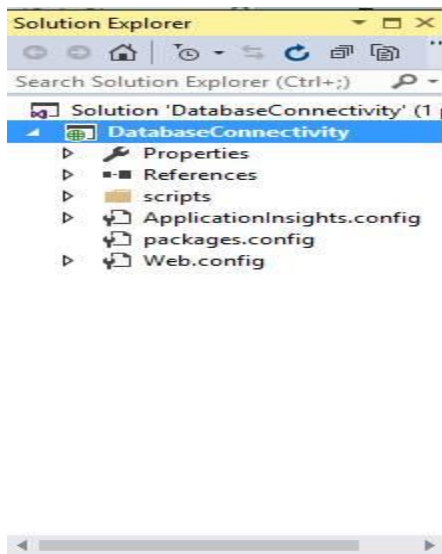 Solution Explorer
Search Solution Explorer (Ctrl+;)
Solution 'DatabaseConnectivity' (1
DatabaseConnectivity
Properties
References
scripts
ApplicationInsights.config
packages.config
Web.config